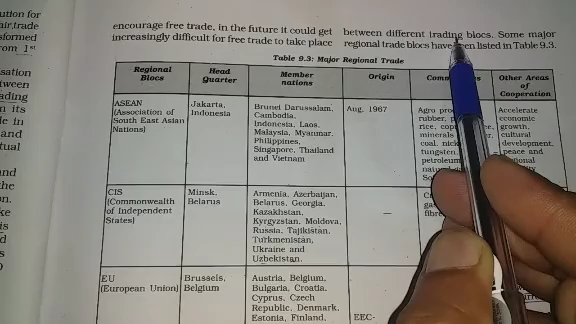 ution for
air trade
sformed
rom 1st
sation
tween
ading
n its
le in
and
tual
und
the
on.
ke
is
d
s
encourage free trade, in the future it could get
increasingly difficult for free trade to take place
between different trading blocs. Some major
regional trade blocs have been listed in Table 9.3.
Table 9.3: Major Regional Trade
Regional
Blocs
Head
Quarter
Member
nations
Origin
Other Areas
of
Cooperation
ASEAN
(Association of
South East Asian
Nations)
Jakarta,
Indonesia
Brunei Darussalam,
Cambodia,
Indonesia, Laos,
Malaysia, Myanmar,
Philippines,
Singapore, Thailand
and Vietnam
Aug, 1967
Agro
rubber,
rice,
minerals
coal,
tungsten,
petroleum
Accelerate
economic
growth,
cultural
development,
peace and
CIS
(Commonwealth
of Independent
States)
Minsk,
Belarus
Armenia, Azerbaijan,
Belarus, Georgia,
Kazakhstan,
Kyrgyzstan, Moldova,
Russia, Tajikistan,
Turkmenistan,
Ukraine and
Uzbekistan.
—
EU
(European Union)
Brussels,
Belgium
Austria, Belgium,
Bulgaria, Croatia,
Cyprus, Czech
Republic, Denmark,
Estonia, Finland,
EEC-